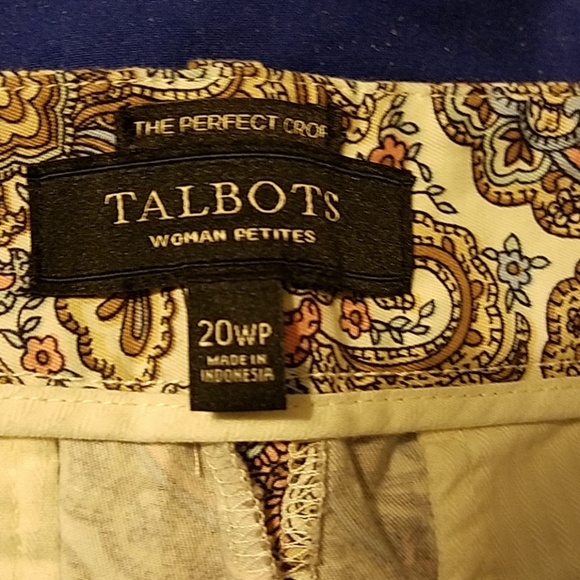 THE PERFECT CROP
TALBOTS
WOMAN PETITES
20WP
MADE IN
INDONESIA